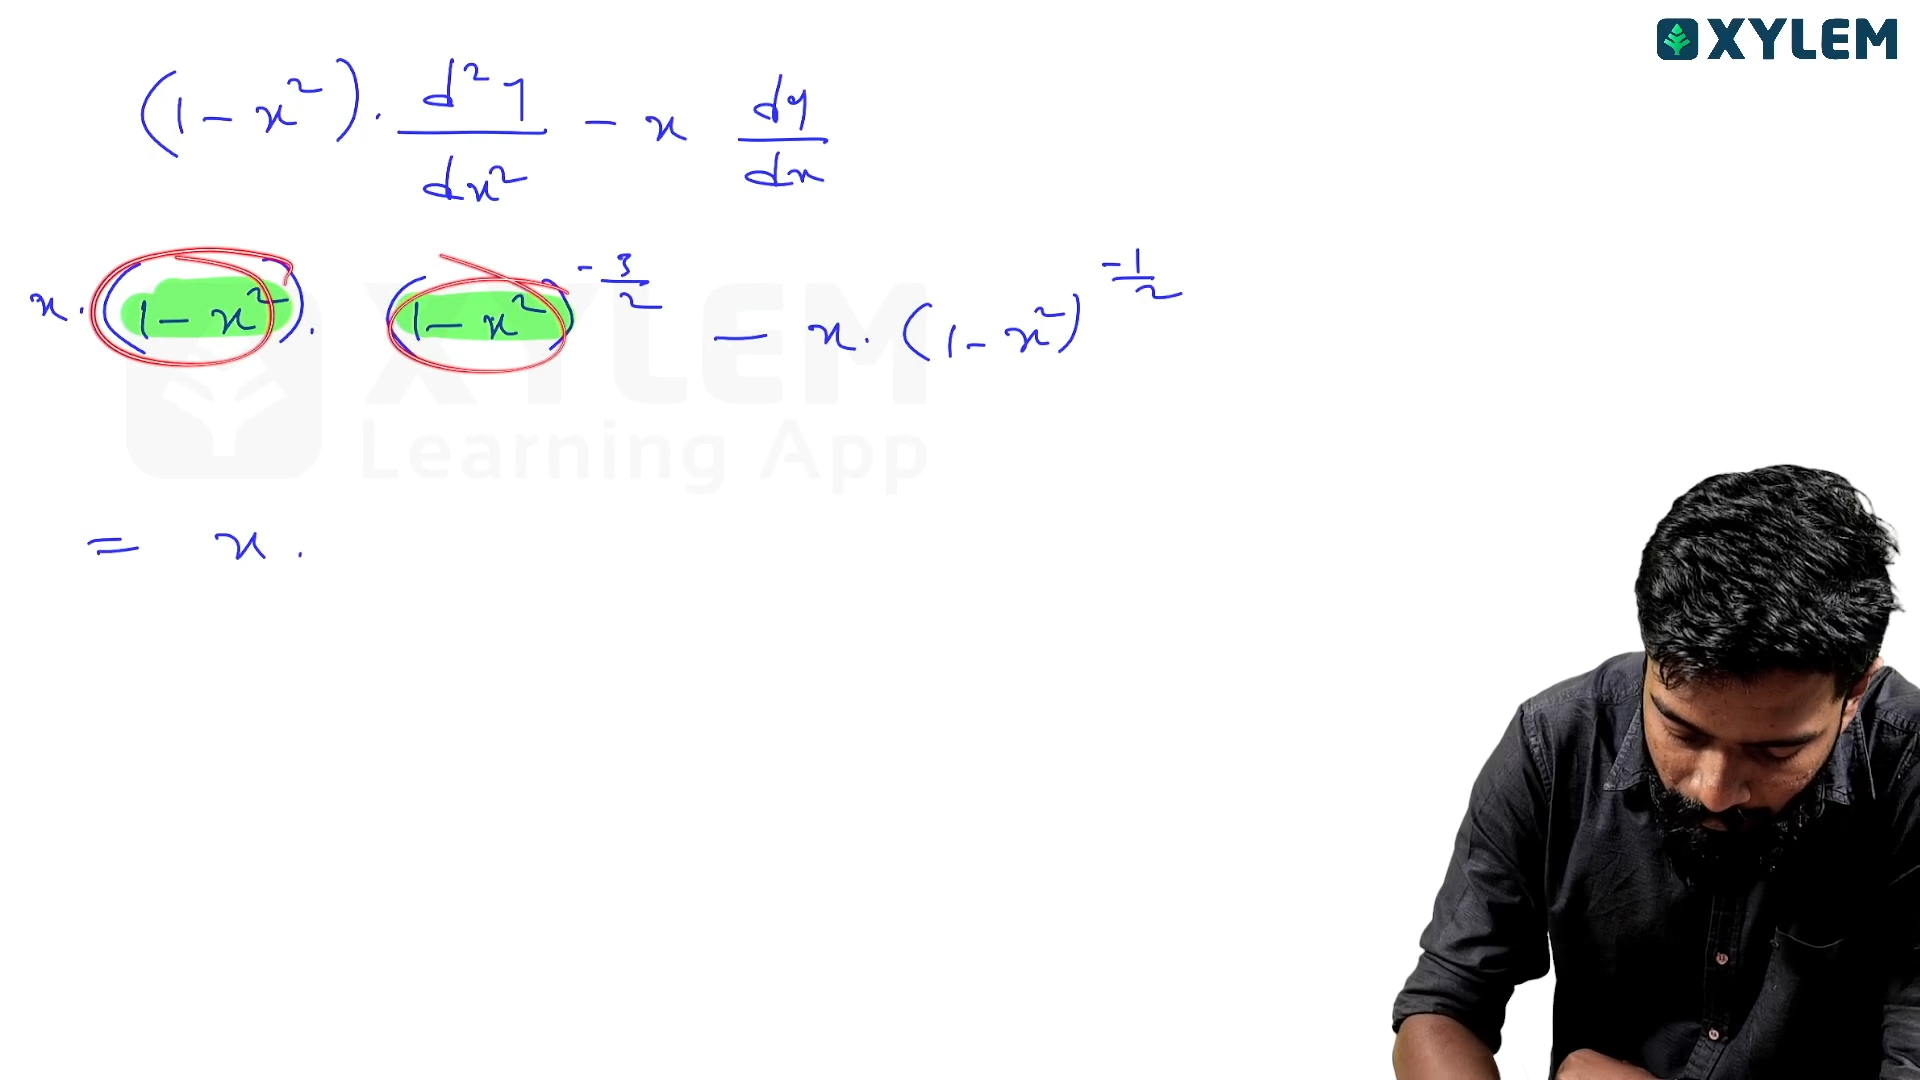 XYLEM
(1 - x²) · d²y/dx² - x dy/dx
x · (1 - x²) · (1 - x²)^(-3/2) - x · (1 - x²)^(-1/2)
XYLEM
Learning App
= x ·